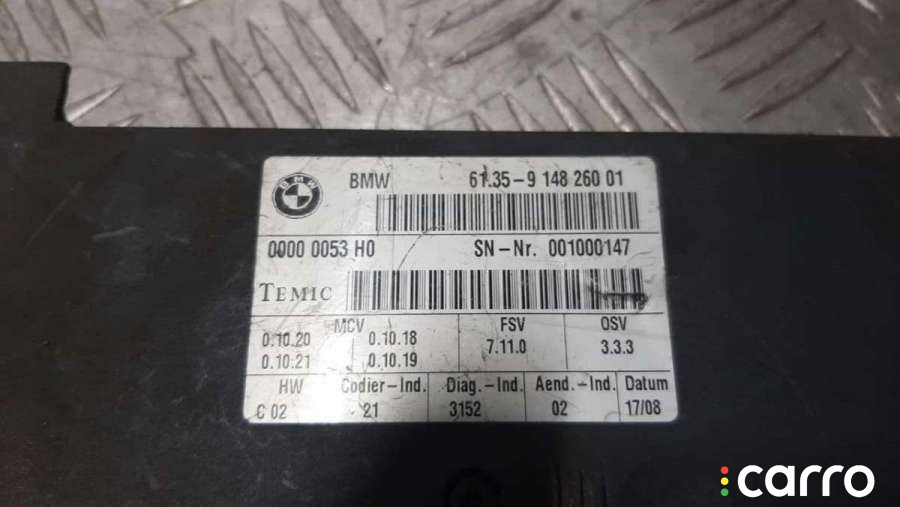 BMW
BMW 61.35-9 148 260 01
0000 0053 H0 SN-Nr. 001000147
TEMIC
MCV FSV OSV
0.10.20 0.10.18 7.11.0 3.3.3
0.10.21 0.10.19
HW Codier-Ind. Diag.-Ind. Aend.-Ind. Datum
C 02 21 3152 02 17/08
carro